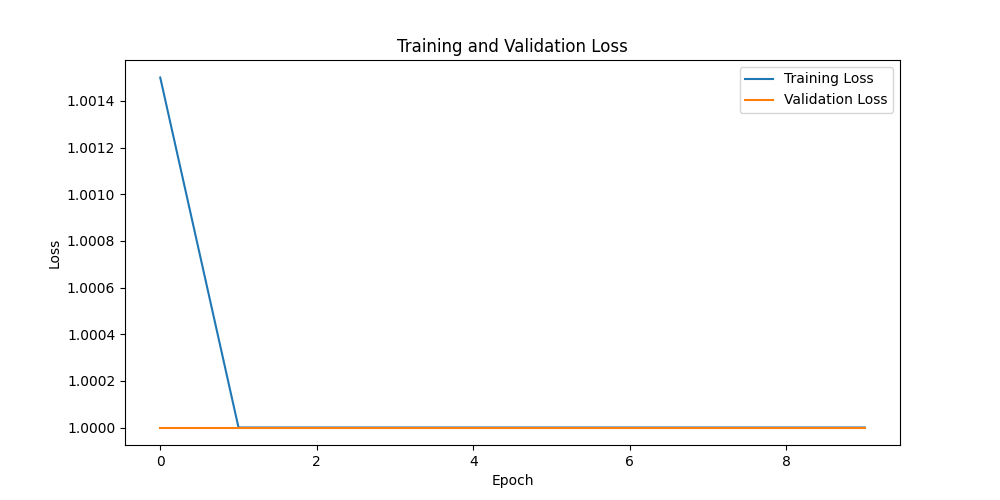 Training and Validation Loss
Training Loss
Validation Loss
Loss
1.0014
1.0012
1.0010
1.0008
1.0006
1.0004
1.0002
1.0000
0 2 4 6 8
Epoch